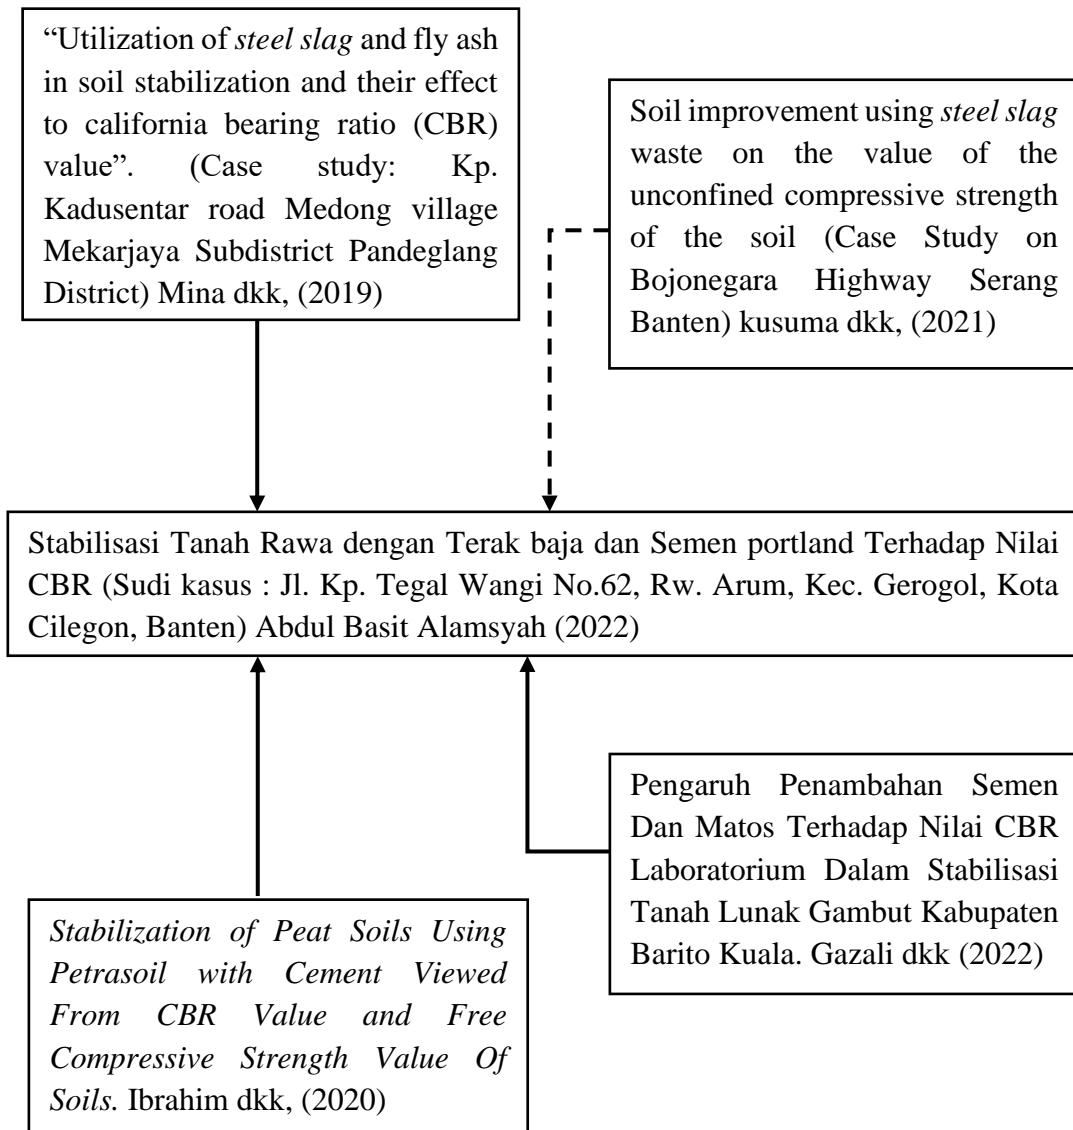 “Utilization of steel slag and fly ash
in soil stabilization and their effect
to california bearing ratio (CBR)
value”. (Case study: Kp.
Kadusentar road Medong village
Mekarjaya Subdistrict Pandeglang
District) Mina dkk, (2019)
Soil improvement using steel slag
waste on the value of the
unconfined compressive strength
of the soil (Case Study on
Bojonegara Highway Serang
Banten) kusuma dkk, (2021)
Stabilisasi Tanah Rawa dengan Terak baja dan Semen portland Terhadap Nilai
CBR (Sudi kasus : Jl. Kp. Tegal Wangi No.62, Rw. Arum, Kec. Gerogol, Kota
Cilegon, Banten) Abdul Basit Alamsyah (2022)
Pengaruh Penambahan Semen
Dan Matos Terhadap Nilai CBR
Laboratorium Dalam Stabilisasi
Tanah Lunak Gambut Kabupaten
Barito Kuala. Gazali dkk (2022)
Stabilization of Peat Soils Using
Petrasoil with Cement Viewed
From CBR Value and Free
Compressive Strength Value Of
Soils. Ibrahim dkk, (2020)